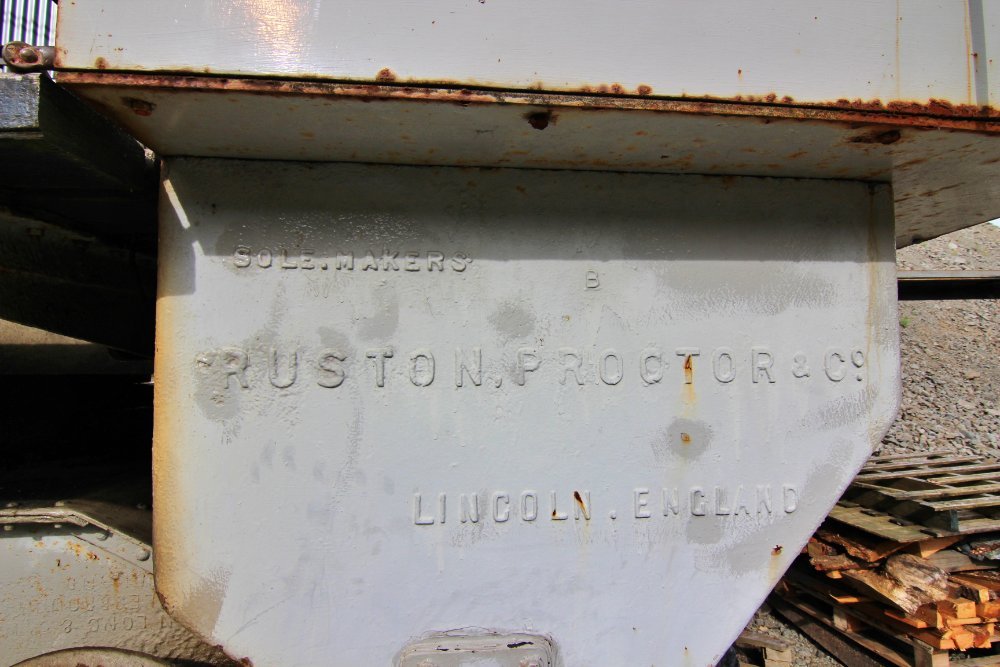 SOLE.MAKERS
B
RUSTON, PROCTOR & Co.
LINCOLN. ENGLAND